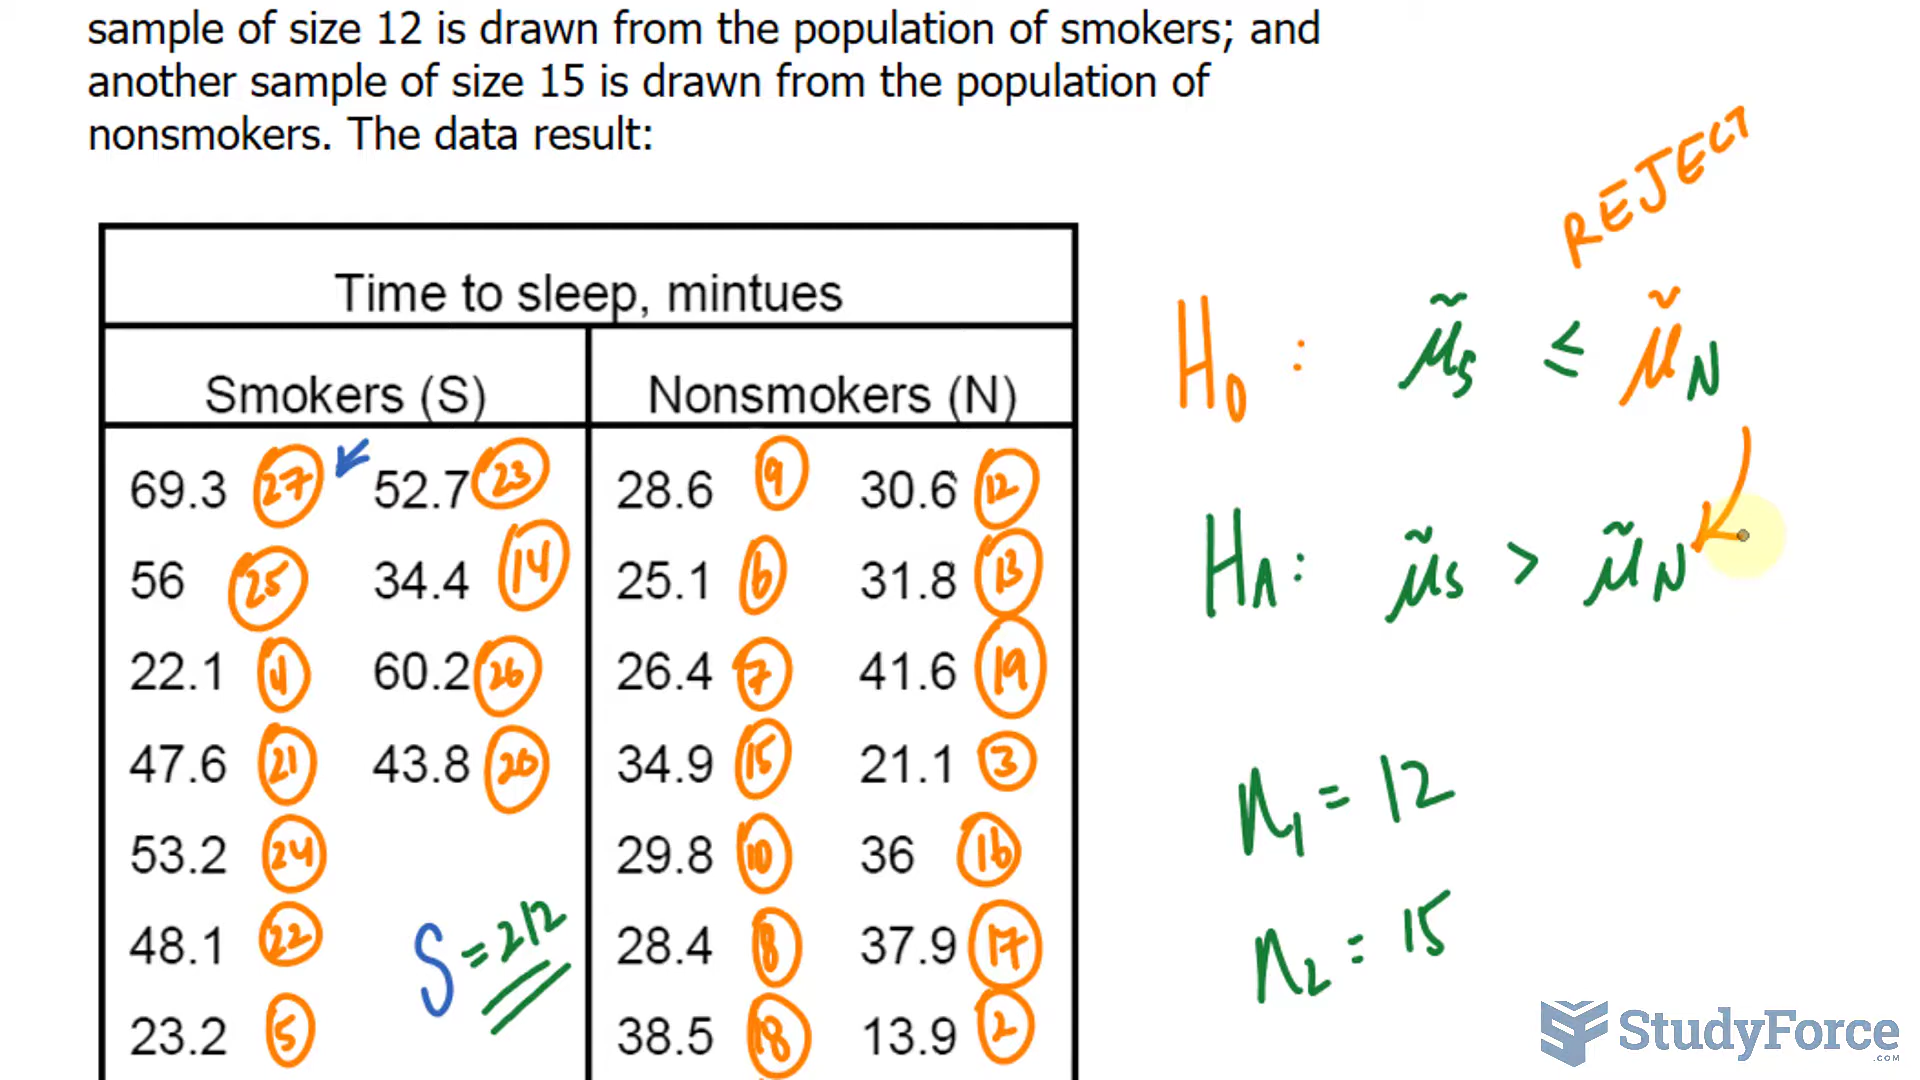 sample of size 12 is drawn from the population of smokers; and
another sample of size 15 is drawn from the population of
nonsmokers. The data result:
REJECT
Time to sleep, mintues
Smokers (S) Nonsmokers (N)
H0 : μ̃S ≤ μ̃N
69.3 27 52.7 23 28.6 9 30.6 12
56 25 34.4 14 25.1 6 31.8 13
HA : μ̃S > μ̃N
22.1 4 60.2 26 26.4 7 41.6 19
47.6 21 43.8 20 34.9 15 21.1 3
n1 = 12
53.2 24 29.8 10 36 16
48.1 22 S = 212 28.4 8 37.9 17
n2 = 15
23.2 5 38.5 18 13.9 2
StudyForce
.COM